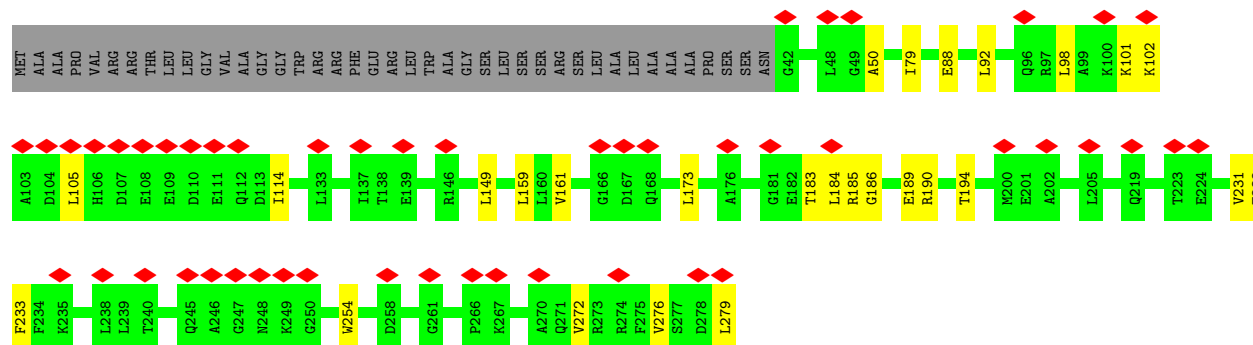 MET ALA ALA PRO VAL ARG ARG THR LEU LEU GLY VAL ALA GLY GLY TRP ARG ARG PHE GLU ARG LEU TRP ALA GLY SER LEU SER SER ARG SER LEU ALA LEU ALA ALA ALA PRO SER SER ASN G42 L48 G49 A50 I79 E88 L92 Q96 R97 L98 A99 K100 K101 K102
A103 D104 L105 H106 D107 E108 E109 D110 E111 Q112 D113 I114 L133 I137 T138 E139 R146 L149 L159 L160 V161 G166 D167 Q168 L173 A176 G181 E182 T183 L184 R185 G186 E189 R190 T194 M200 E201 A202 L205 Q219 T223 E224 V231
F233 F234 K235 L238 L239 T240 Q245 A246 G247 N248 K249 G250 W254 D258 G261 P266 K267 A270 Q271 V272 R273 R274 F275 V276 S277 D278 L279